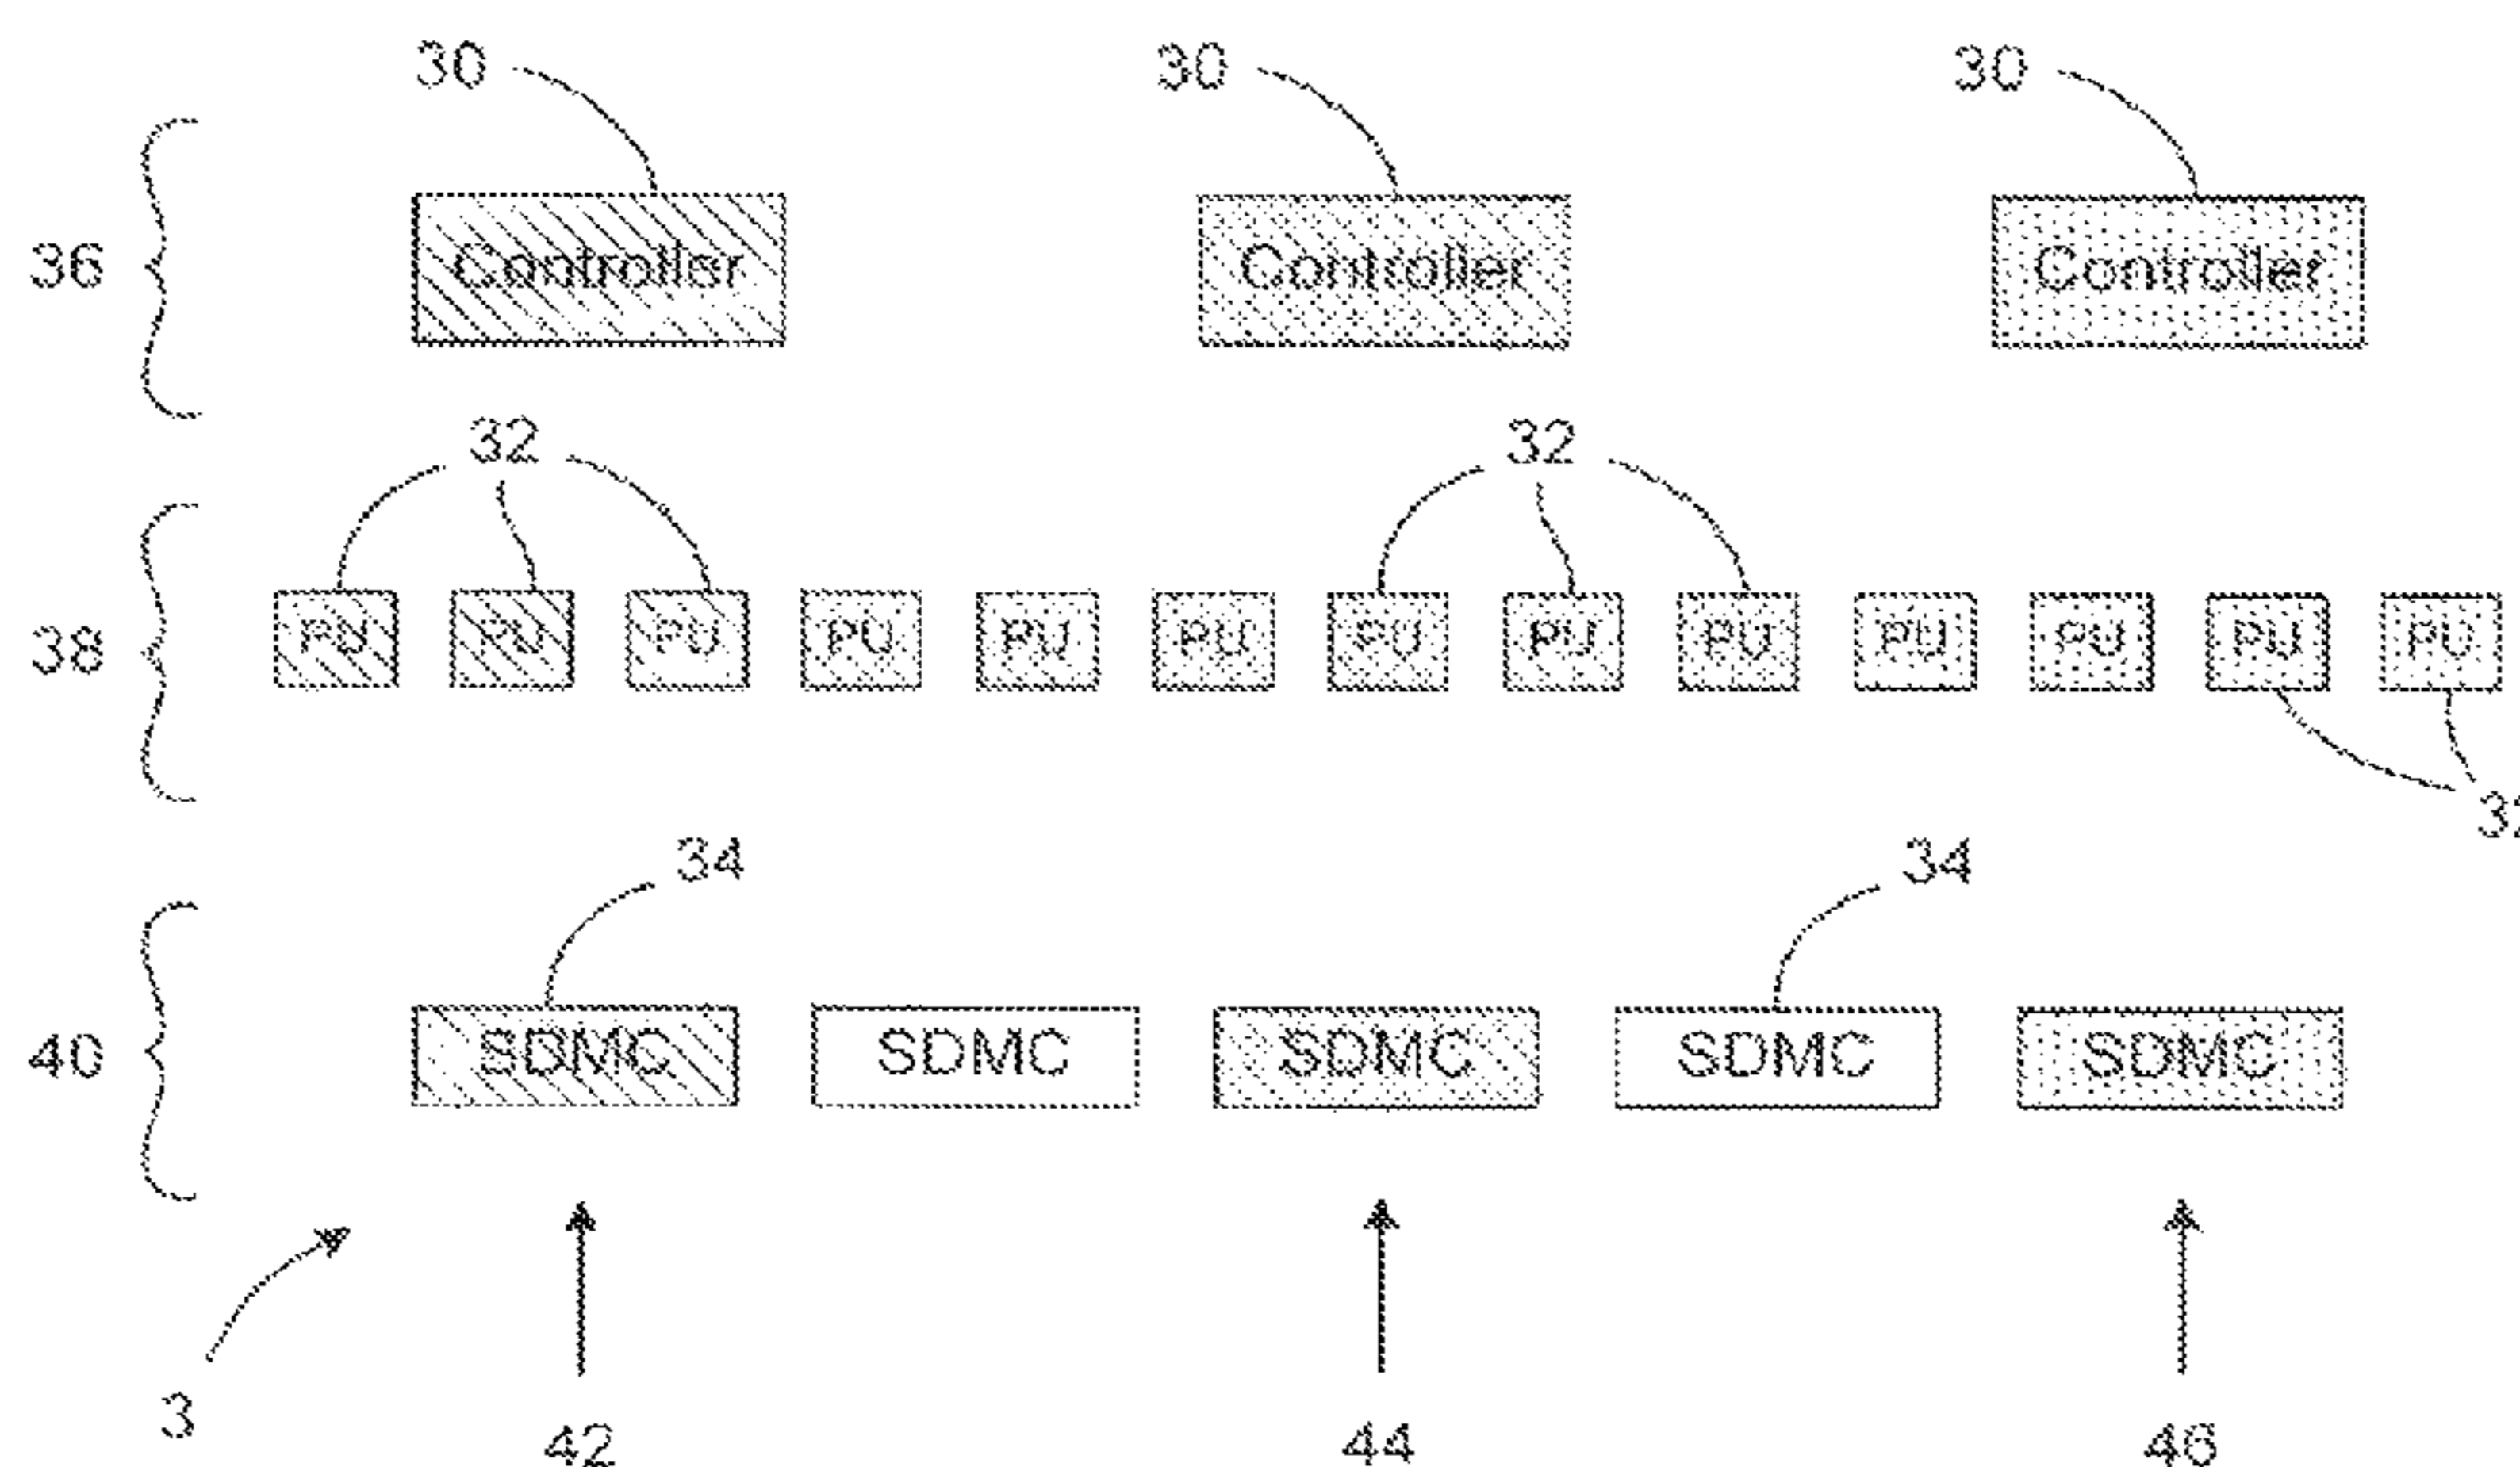 30 30 30
36 Controller Controller Controller
32 32
38 PU PU PU PU PU PU PU PU PU PU PU PU PU
34 34
40 SDMC SDMC SDMC SDMC SDMC
3
42 44 46